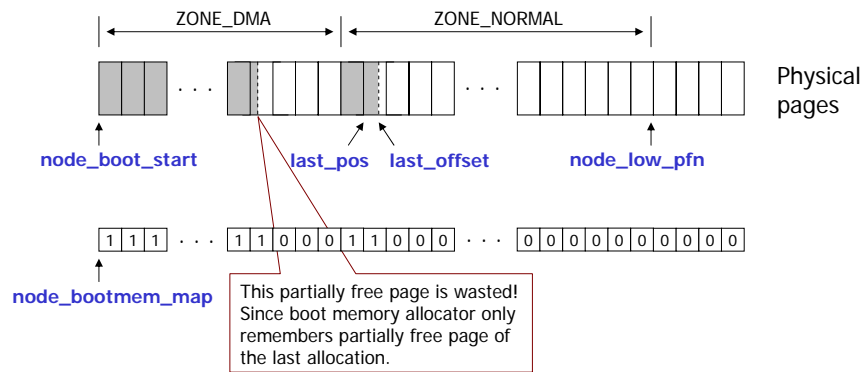 ZONE_DMA ZONE_NORMAL
. . . . . . Physical
pages
node_boot_start last_pos last_offset node_low_pfn
1 1 1 . . . 1 1 0 0 0 1 1 0 0 0 . . . 0 0 0 0 0 0 0 0 0 0
node_bootmem_map
This partially free page is wasted!
Since boot memory allocator only
remembers partially free page of
the last allocation.